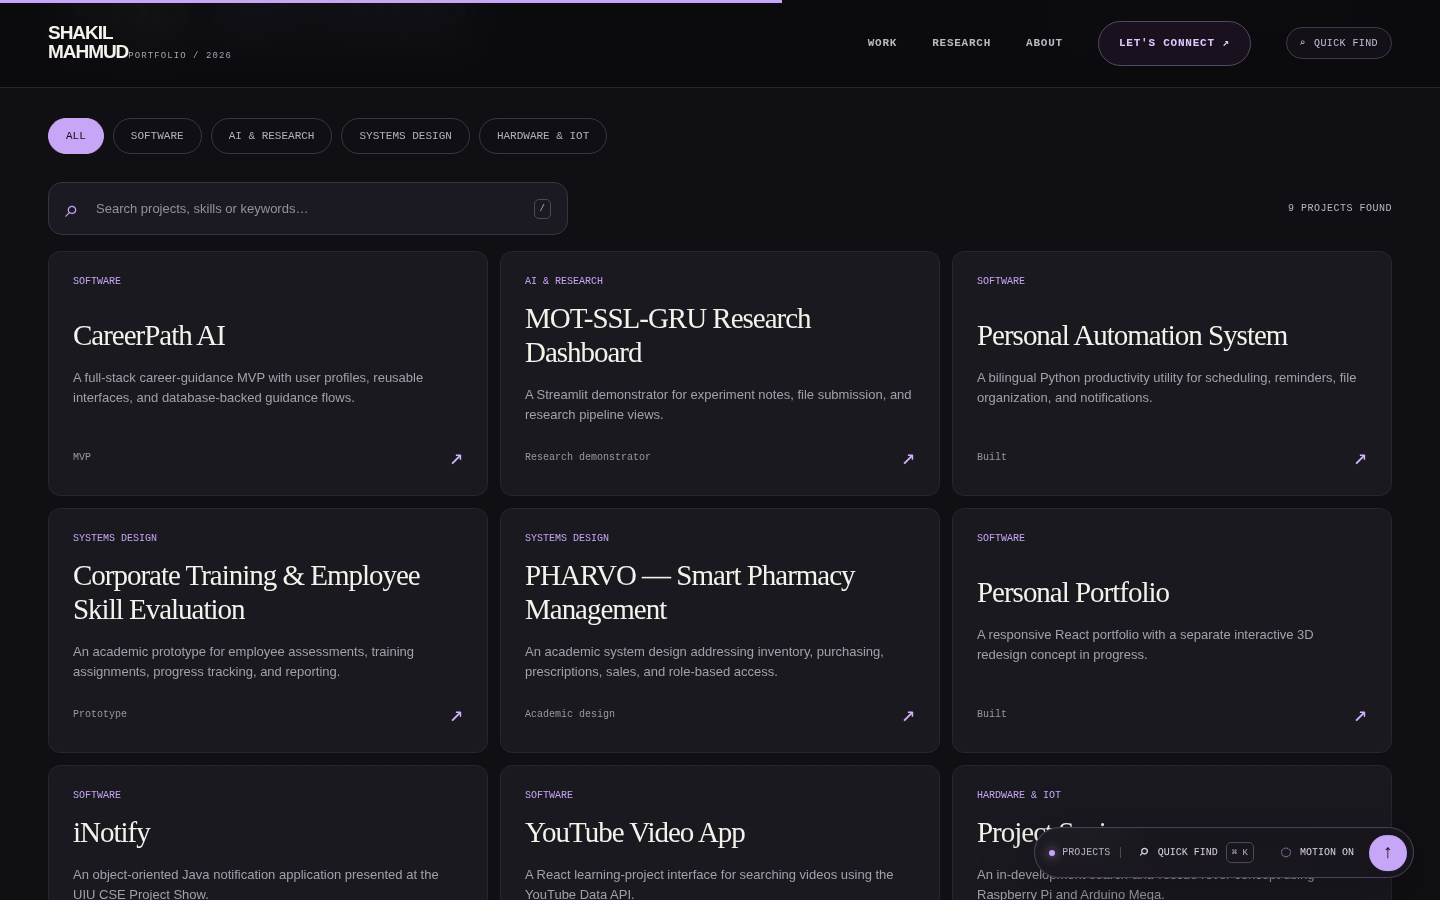 SHAKIL
MAHMUD PORTFOLIO / 2026
WORK
RESEARCH
ABOUT
LET'S CONNECT ↗
⌕ QUICK FIND
ALL
SOFTWARE
AI & RESEARCH
SYSTEMS DESIGN
HARDWARE & IOT
Search projects, skills or keywords…
/
9 PROJECTS FOUND
SOFTWARE
CareerPath AI
A full-stack career-guidance MVP with user profiles, reusable
interfaces, and database-backed guidance flows.
MVP ↗
AI & RESEARCH
MOT-SSL-GRU Research
Dashboard
A Streamlit demonstrator for experiment notes, file submission, and
research pipeline views.
Research demonstrator ↗
SOFTWARE
Personal Automation System
A bilingual Python productivity utility for scheduling, reminders, file
organization, and notifications.
Built ↗
SYSTEMS DESIGN
Corporate Training & Employee
Skill Evaluation
An academic prototype for employee assessments, training
assignments, progress tracking, and reporting.
Prototype ↗
SYSTEMS DESIGN
PHARVO — Smart Pharmacy
Management
An academic system design addressing inventory, purchasing,
prescriptions, sales, and role-based access.
Academic design ↗
SOFTWARE
Personal Portfolio
A responsive React portfolio with a separate interactive 3D
redesign concept in progress.
Built ↗
SOFTWARE
iNotify
An object-oriented Java notification application presented at the
UIU CSE Project Show.
SOFTWARE
YouTube Video App
A React learning-project interface for searching videos using the
YouTube Data API.
HARDWARE & IOT
Project
An in-development search and rescue rover concept using
Raspberry Pi and Arduino Mega.
PROJECTS
⌕ QUICK FIND ⌘ K
MOTION ON
↑